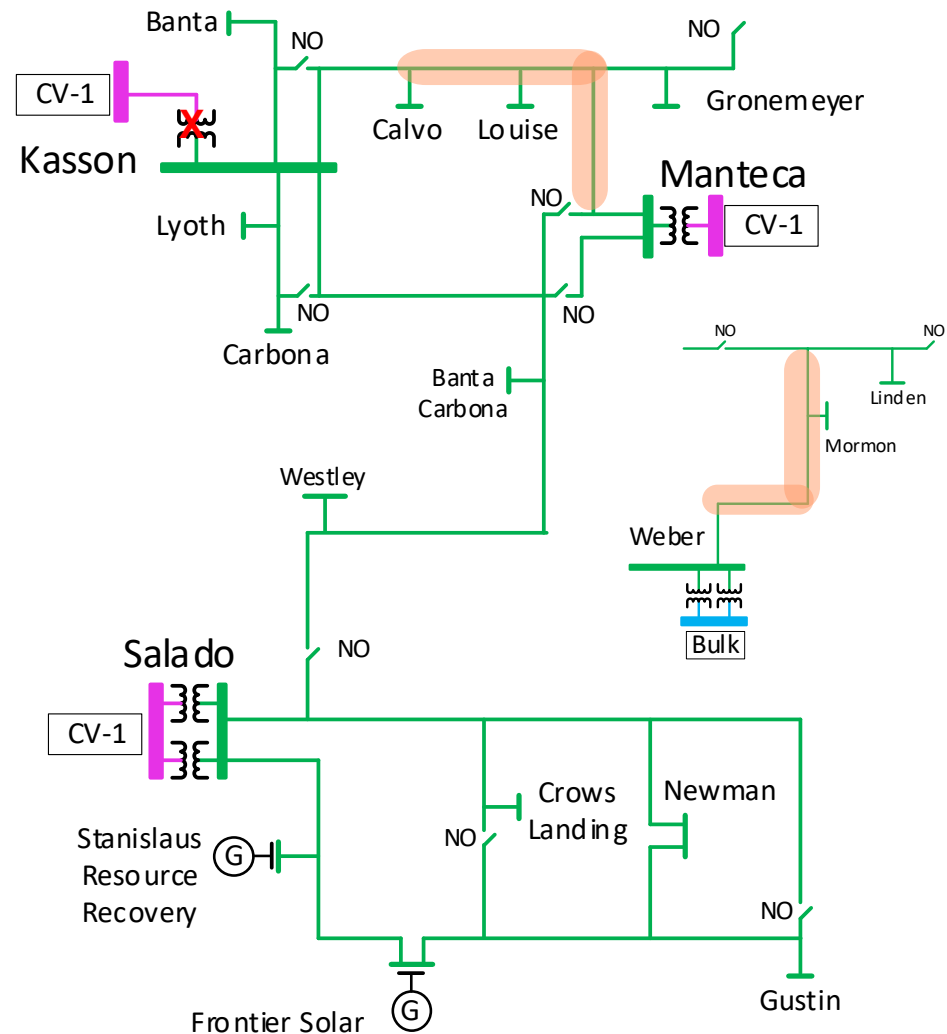 Banta
NO
NO
CV-1
Calvo
Louise
Gronemeyer
X
Kasson
Manteca
NO
Lyoth
CV-1
NO
NO
Carbona
NO
NO
Banta
Carbona
Linden
Mormon
Westley
Weber
Salado
NO
Bulk
CV-1
Crows
Landing
Newman
NO
Stanislaus
Resource
Recovery
G
NO
Gustin
G
Frontier Solar